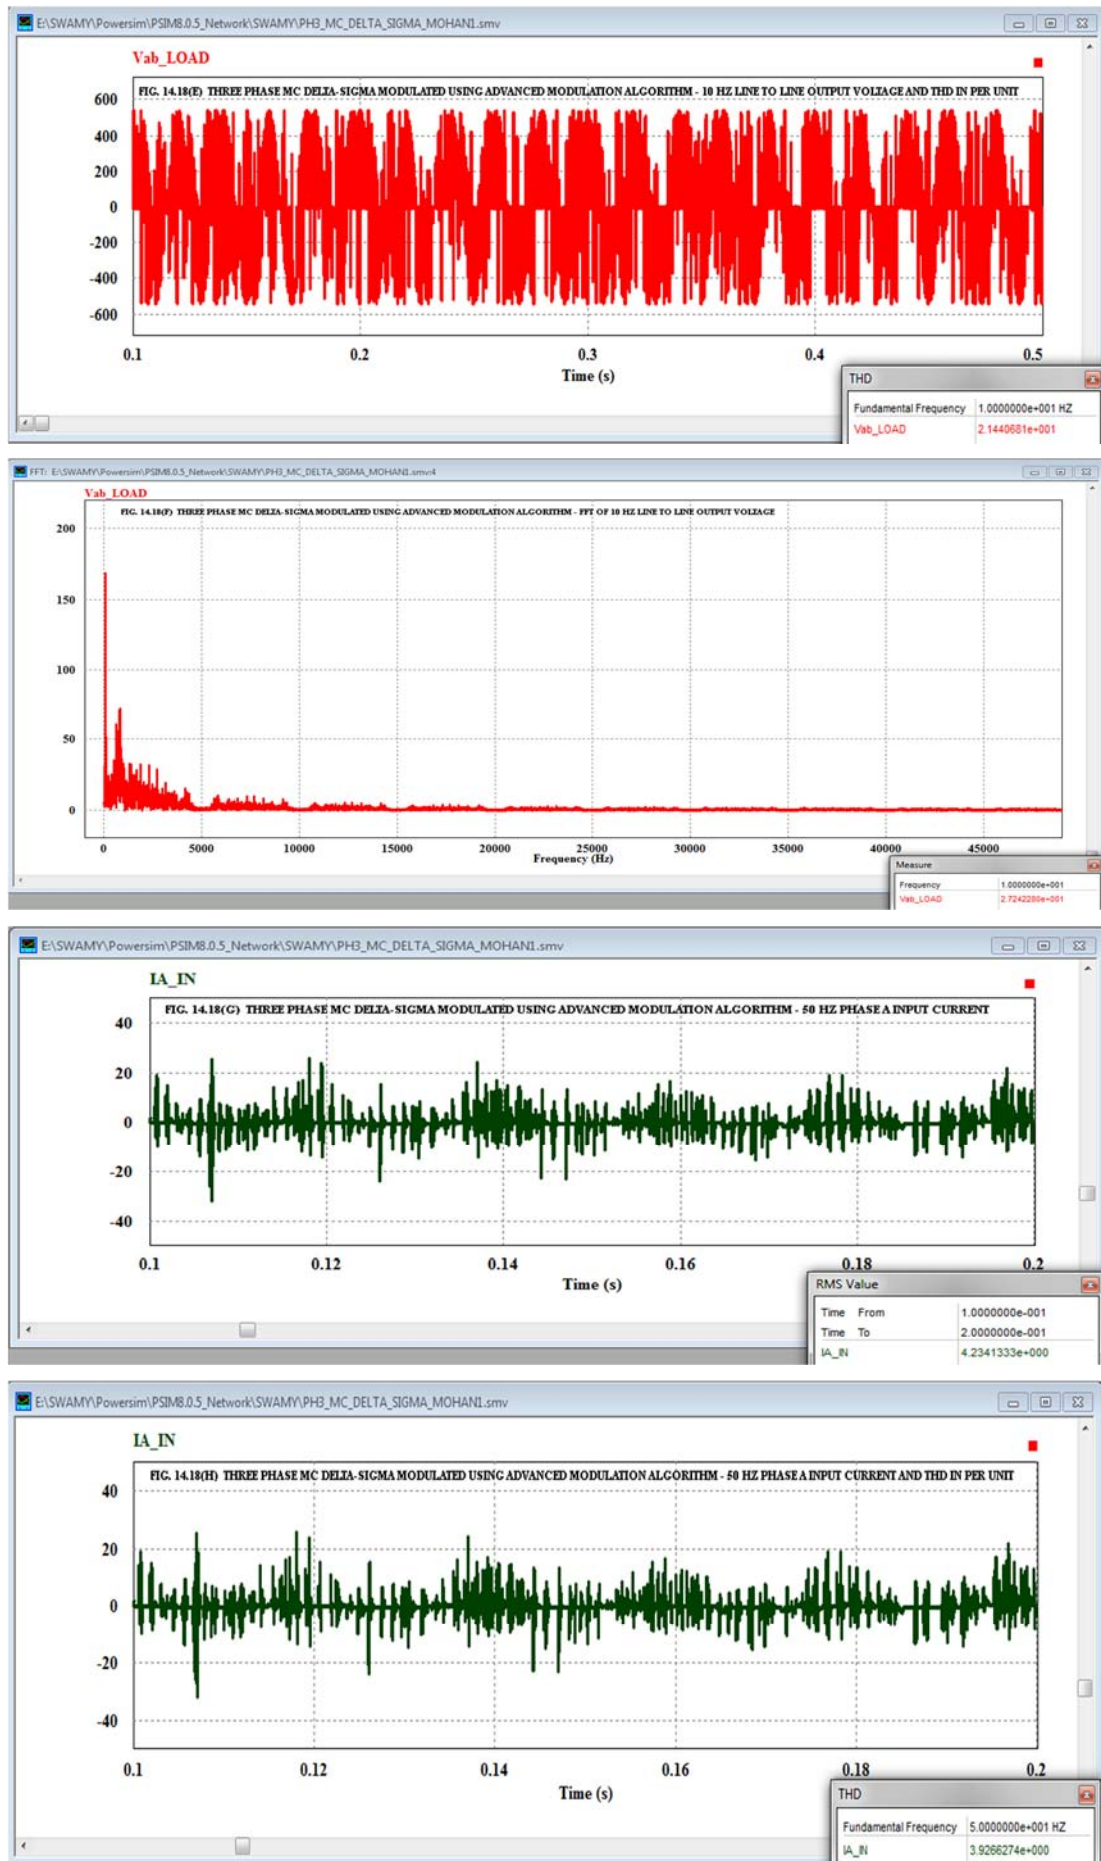 E:\SWAMY\Powersim\PSIM8.0.5_Network\SWAMY\PH3_MC_DELTA_SIGMA_MOHAN1.smv
Vab_LOAD
FIG. 14.18(E) THREE PHASE MC DELTA-SIGMA MODULATED USING ADVANCED MODULATION ALGORITHM - 10 HZ LINE TO LINE OUTPUT VOLTAGE AND THD IN PER UNIT
600
400
200
0
-200
-400
-600
0.1 0.2 0.3 0.4 0.5
Time (s)
THD
Fundamental Frequency 1.0000000e+001 HZ
Vab_LOAD 2.1440681e+001
FFT: E:\SWAMY\Powersim\PSIM8.0.5_Network\SWAMY\PH3_MC_DELTA_SIGMA_MOHAN1.smv:4
Vab_LOAD
FIG. 14.18(F) THREE PHASE MC DELTA-SIGMA MODULATED USING ADVANCED MODULATION ALGORITHM - FFT OF 10 HZ LINE TO LINE OUTPUT VOLTAGE
200
150
100
50
0
0 5000 10000 15000 20000 25000 30000 35000 40000 45000
Frequency (Hz)
Measure
Frequency 1.0000000e+001
Vab_LOAD 2.7242280e+001
E:\SWAMY\Powersim\PSIM8.0.5_Network\SWAMY\PH3_MC_DELTA_SIGMA_MOHAN1.smv
IA_IN
FIG. 14.18(G) THREE PHASE MC DELTA-SIGMA MODULATED USING ADVANCED MODULATION ALGORITHM - 50 HZ PHASE A INPUT CURRENT
40
20
0
-20
-40
0.1 0.12 0.14 0.16 0.18 0.2
Time (s)
RMS Value
Time From 1.0000000e-001
Time To 2.0000000e-001
IA_IN 4.2341333e+000
E:\SWAMY\Powersim\PSIM8.0.5_Network\SWAMY\PH3_MC_DELTA_SIGMA_MOHAN1.smv
IA_IN
FIG. 14.18(H) THREE PHASE MC DELTA-SIGMA MODULATED USING ADVANCED MODULATION ALGORITHM - 50 HZ PHASE A INPUT CURRENT AND THD IN PER UNIT
40
20
0
-20
-40
0.1 0.12 0.14 0.16 0.18 0.2
Time (s)
THD
Fundamental Frequency 5.0000000e+001 HZ
IA_IN 3.9266274e+000